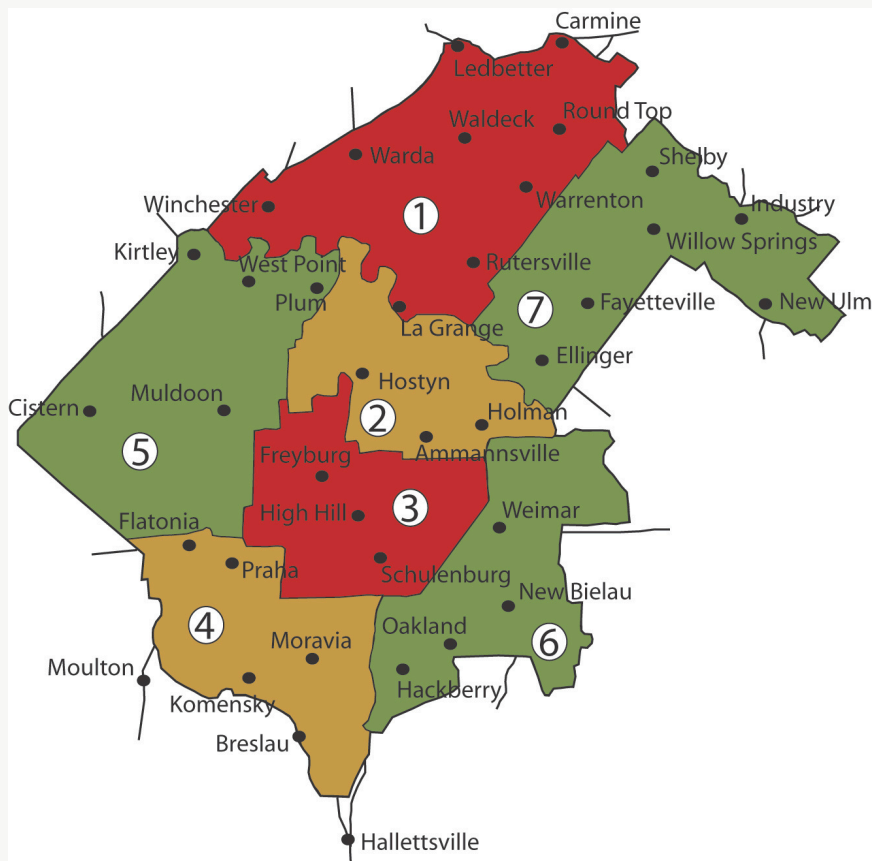 Carmine
Ledbetter
Round Top
Waldeck
Warda
Shelby
Warrenton
Winchester
Industry
1
Willow Springs
Kirtley
West Point
Rutersville
Plum
Fayetteville
New Ulm
7
La Grange
Ellinger
Hostyn
Muldoon
Cistern
2
Holman
5
Freyburg
Ammannsville
High Hill
3
Weimar
Flatonia
Praha
Schulenburg
New Bielau
4
Oakland
6
Moravia
Moulton
Hackberry
Komensky
Breslau
Hallettsville